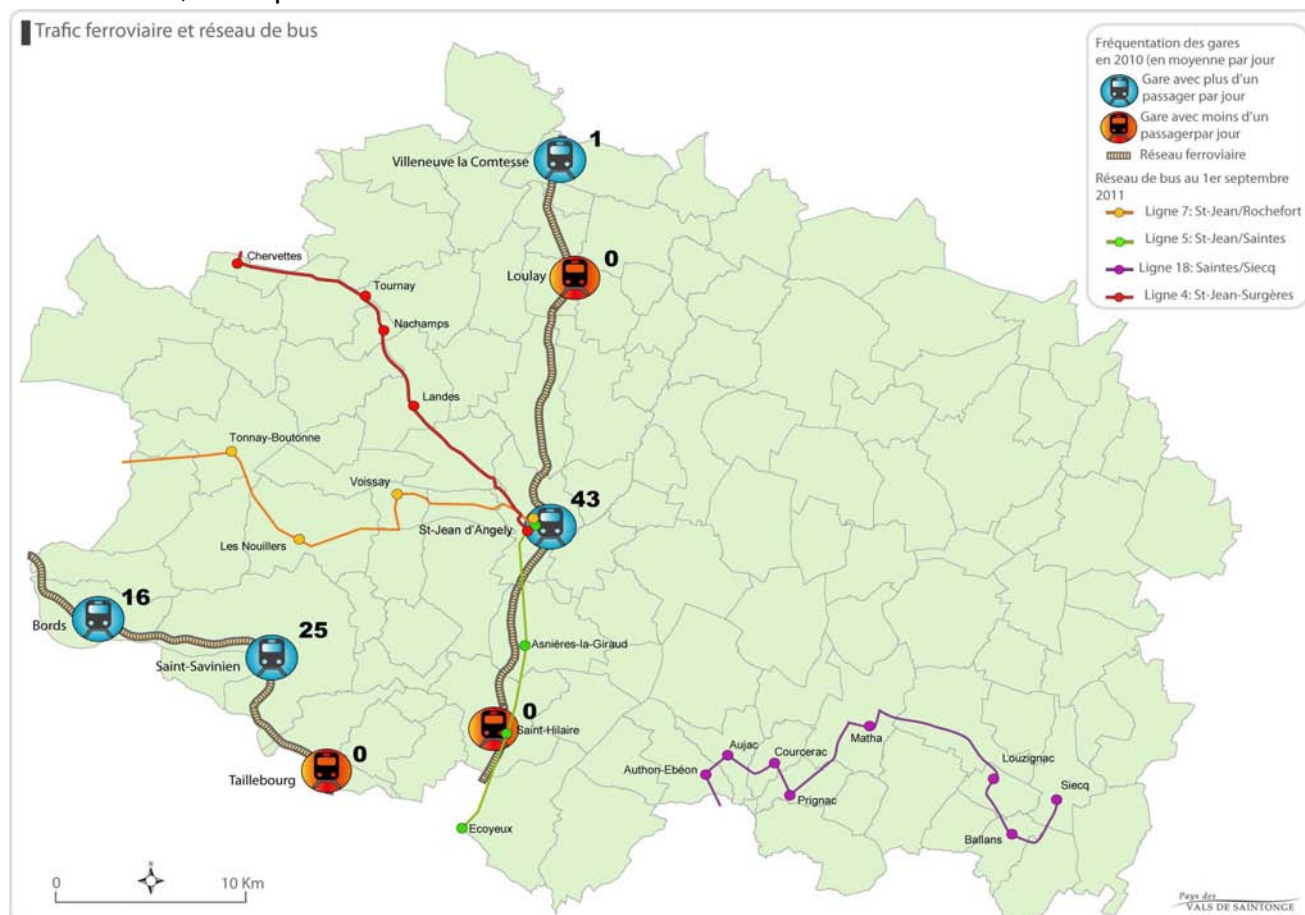 Trafic ferroviaire et réseau de bus
Fréquentation des gares
en 2010 (en moyenne par jour
Gare avec plus d'un
passager par jour
Gare avec moins d'un
passagerpar jour
Réseau ferroviaire
Réseau de bus au 1er septembre
2011
Ligne 7: St-Jean/Rochefort
Ligne 5: St-Jean/Saintes
Ligne 18: Saintes/Siecq
Ligne 4: St-Jean-Surgères
1
Villeneuve la Comtesse
Chervettes
0
Loulay
Tournay
Nachamps
Landes
Tonnay-Boutonne
Voissay
43
St-Jean d'Angely
Les Nouillers
16
Bords
25
Saint-Savinien
Asnières-la-Giraud
0
Saint-Hilaire
0
Taillebourg
Ecoyeux
Matha
Aujac
Courcerac
Authon-Ebéon
Prignac
Louzignac
Siecq
Ballans
N
0
10 Km
Pays des
VALS DE SAINTONGE